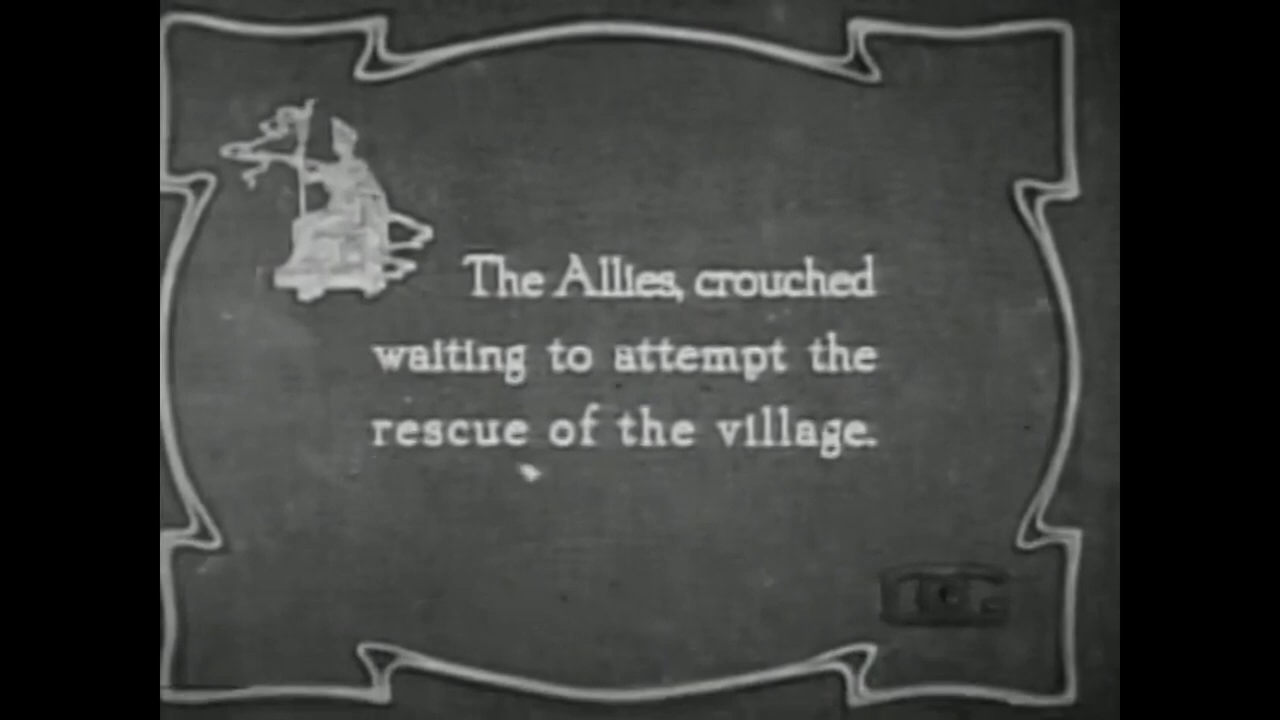 The Allies, crouched
waiting to attempt the
rescue of the village.